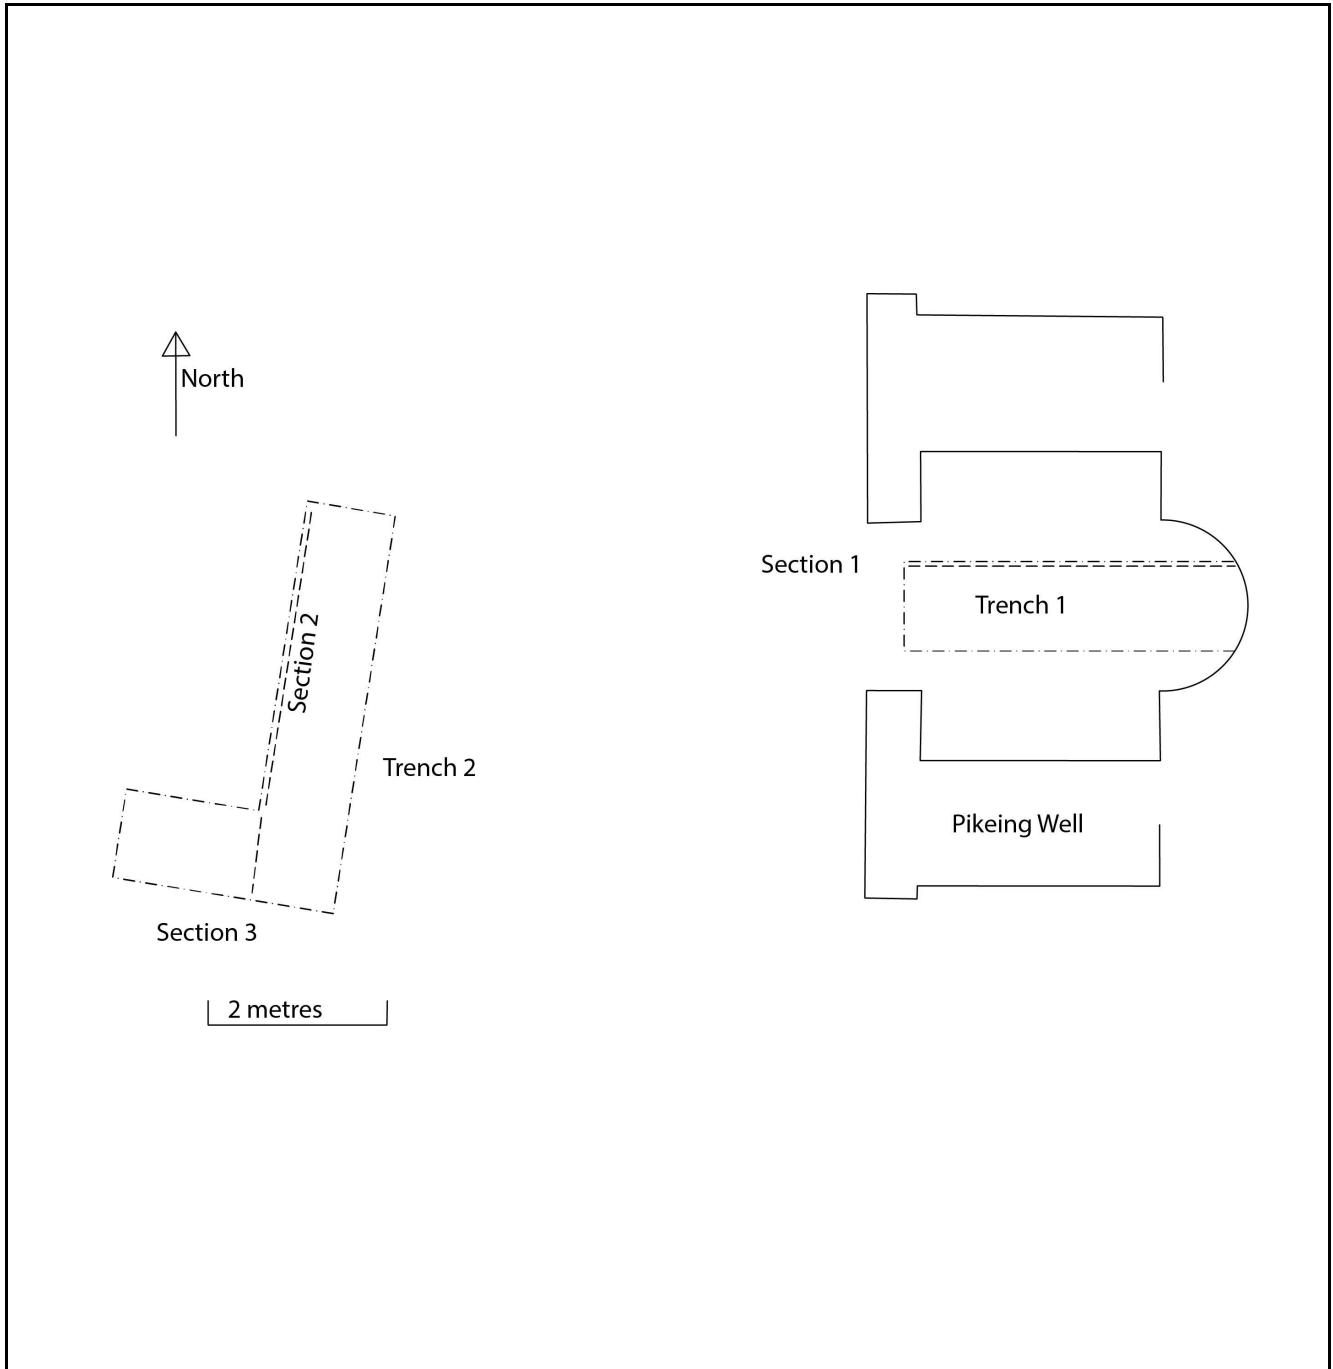 North
Section 1
Trench 1
Section 2
Trench 2
Pikeing Well
Section 3
2 metres